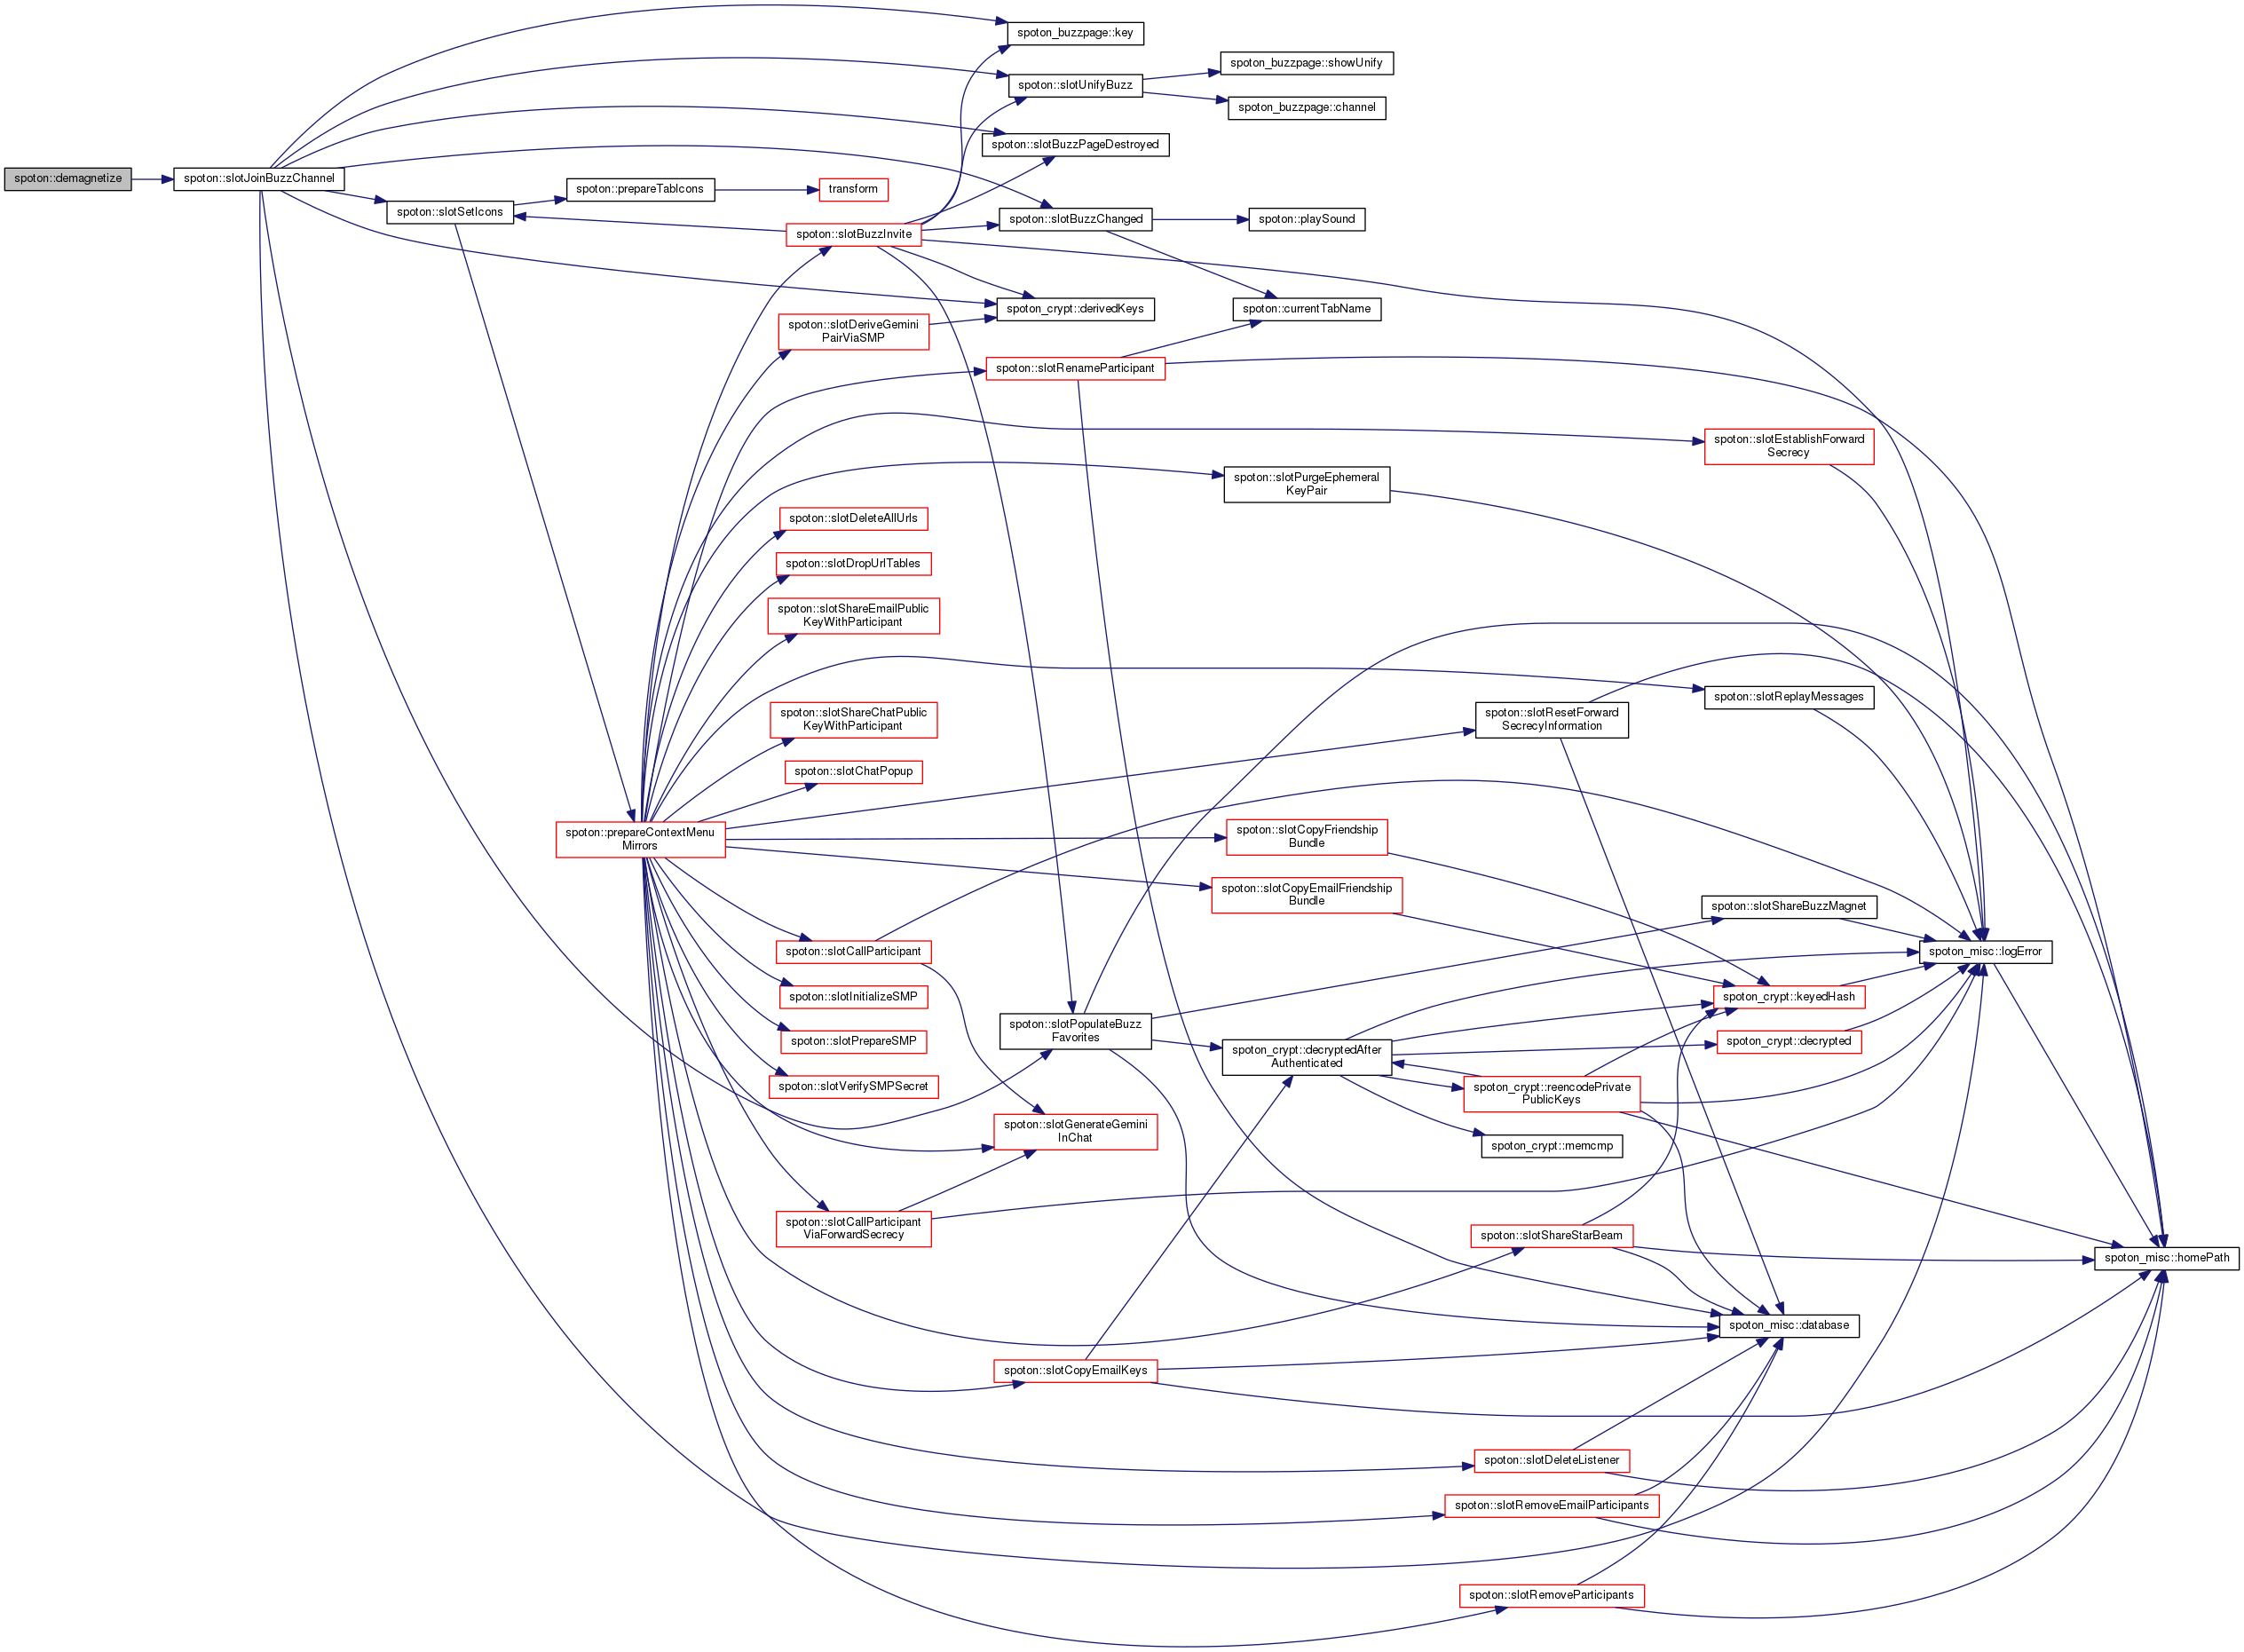 spoton_buzzpage::key
spoton_buzzpage::showUnify
spoton::slotUnifyBuzz
spoton_buzzpage::channel
spoton::slotBuzzPageDestroyed
spoton::demagnetize
spoton::slotJoinBuzzChannel
spoton::prepareTabIcons
transform
spoton::slotSetIcons
spoton::slotBuzzChanged
spoton::playSound
spoton::slotBuzzInvite
spoton_crypt::derivedKeys
spoton::currentTabName
spoton::slotDeriveGemini
PairViaSMP
spoton::slotRenameParticipant
spoton::slotEstablishForward
Secrecy
spoton::slotPurgeEphemeral
KeyPair
spoton::slotDeleteAllUrls
spoton::slotDropUrlTables
spoton::slotShareEmailPublic
KeyWithParticipant
spoton::slotReplayMessages
spoton::slotShareChatPublic
KeyWithParticipant
spoton::slotResetForward
SecrecyInformation
spoton::slotChatPopup
spoton::prepareContextMenu
Mirrors
spoton::slotCopyFriendship
Bundle
spoton::slotCopyEmailFriendship
Bundle
spoton::slotShareBuzzMagnet
spoton::slotCallParticipant
spoton_misc::logError
spoton::slotInitializeSMP
spoton_crypt::keyedHash
spoton::slotPopulateBuzz
Favorites
spoton::slotPrepareSMP
spoton_crypt::decrypted
spoton_crypt::decryptedAfter
Authenticated
spoton::slotVerifySMPSecret
spoton_crypt::reencodePrivate
PublicKeys
spoton::slotGenerateGemini
InChat
spoton_crypt::memcmp
spoton::slotCallParticipant
ViaForwardSecrecy
spoton::slotShareStarBeam
spoton_misc::homePath
spoton_misc::database
spoton::slotCopyEmailKeys
spoton::slotDeleteListener
spoton::slotRemoveEmailParticipants
spoton::slotRemoveParticipants